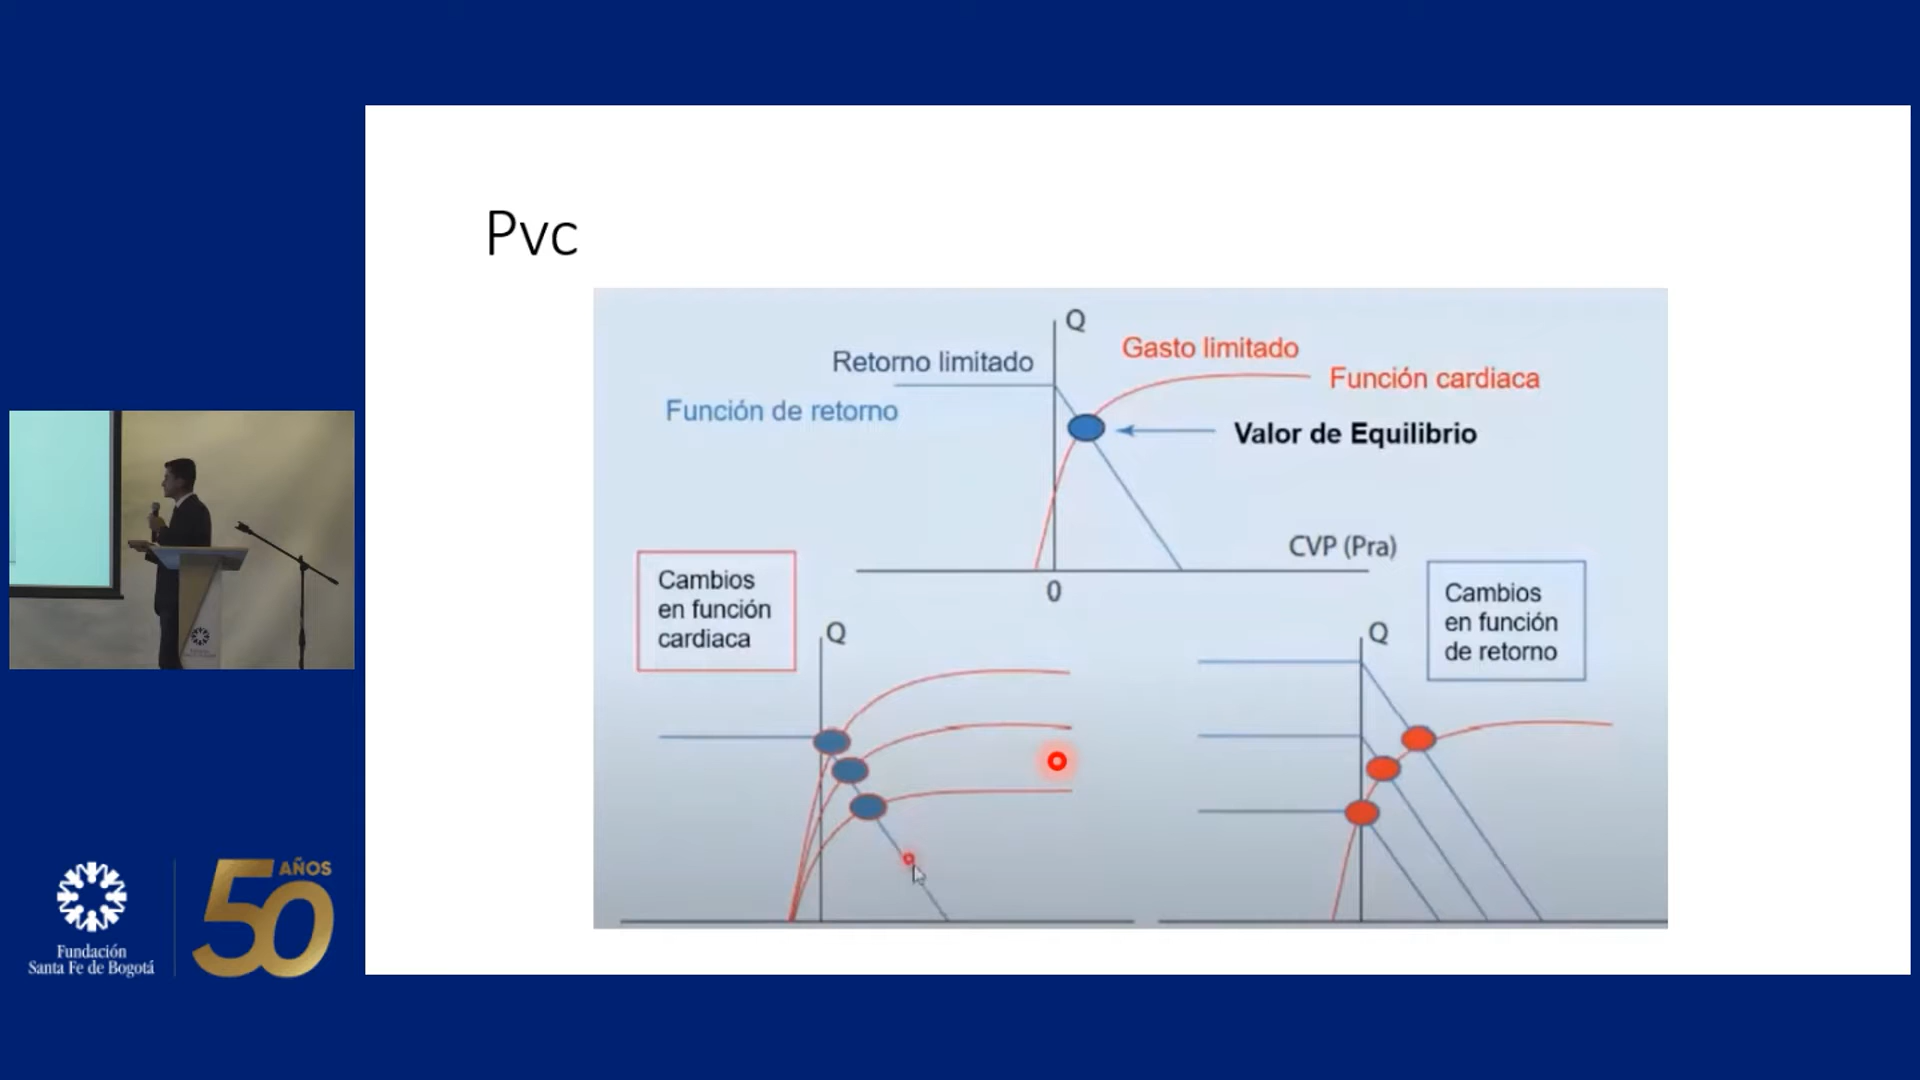 Pvc
Q
Retorno limitado
Gasto limitado
Función cardiaca
Función de retorno
Valor de Equilibrio
CVP (Pra)
0
Cambios
en función
cardiaca
Q
Q
Cambios
en función
de retorno
Fundación
Santa Fe de Bogotá
50
AÑOS